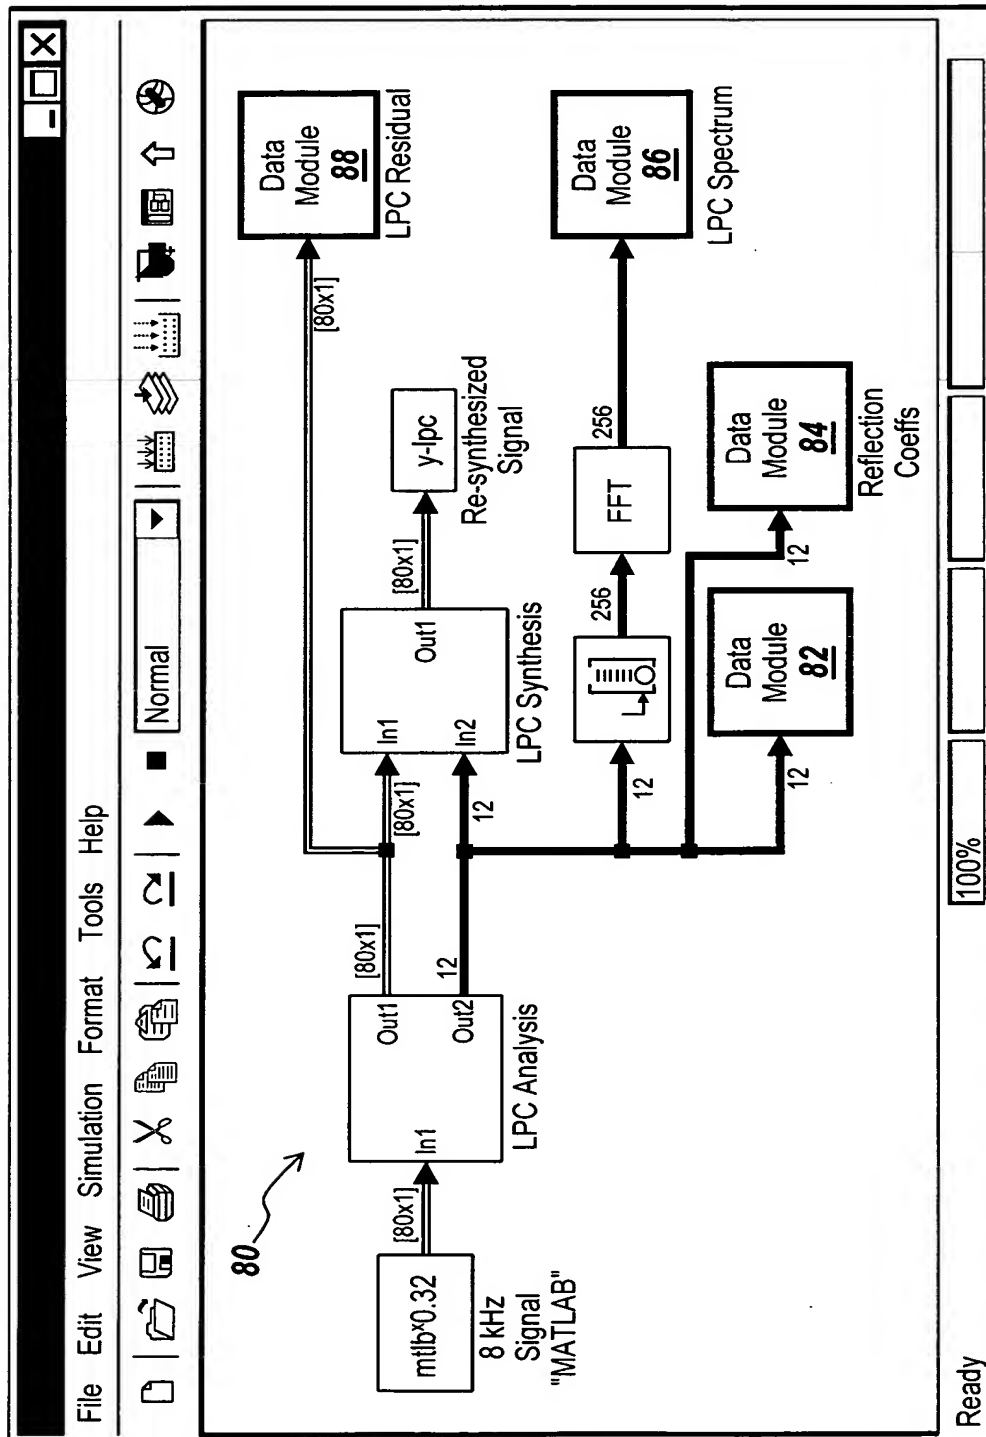 File Edit View Simulation Format Tools Help
Normal
80
mtlbx0.32
8 kHz
Signal
"MATLAB"
[80x1]
In1
Out1
Out2
LPC Analysis
[80x1]
12
[80x1]
12
In1
In2
Out1
LPC Synthesis
[80x1]
y-lpc
Re-synthesized
Signal
[80x1]
Data
Module
88
LPC Residual
12
256
FFT
256
Data
Module
86
LPC Spectrum
12
Data
Module
82
12
Data
Module
84
Reflection
Coeffs
Ready
100%